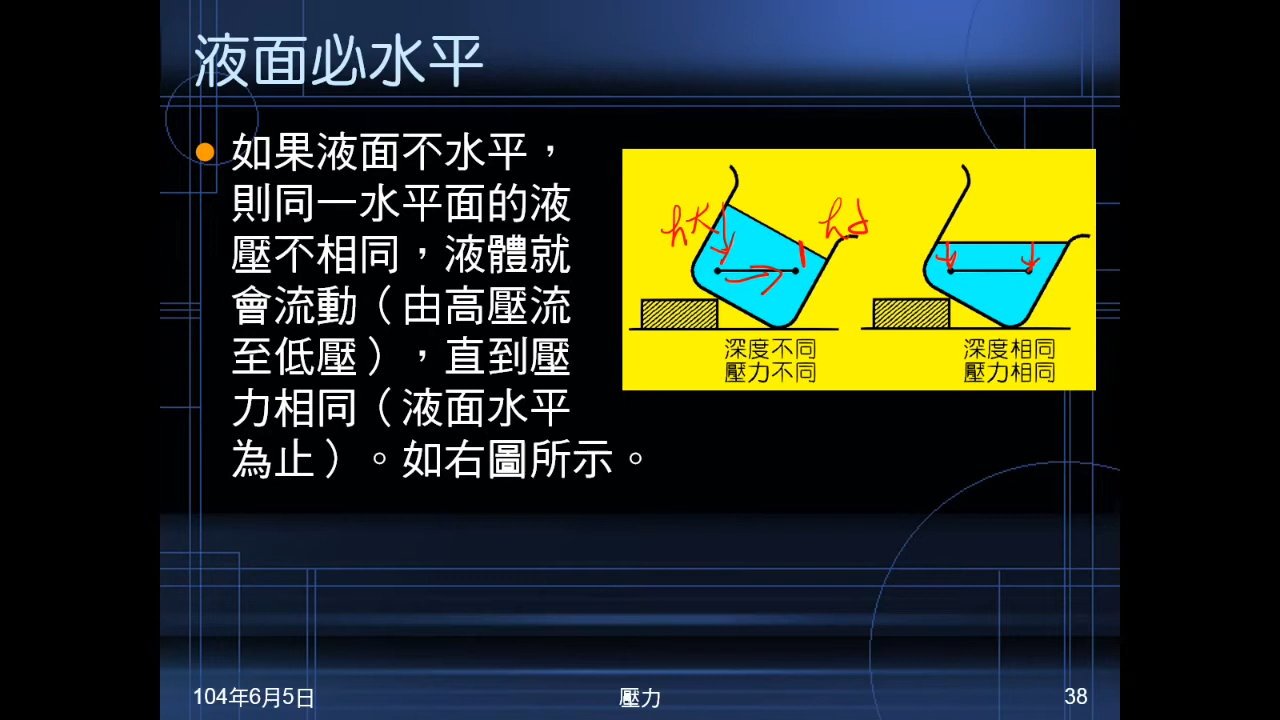 液面必水平
如果液面不水平，
則同一水平面的液
壓不相同，液體就
會流動（由高壓流
至低壓），直到壓
力相同（液面水平
為止）。如右圖所示。
h大
h小
深度不同
壓力不同
深度相同
壓力相同
104年6月5日
壓力
38